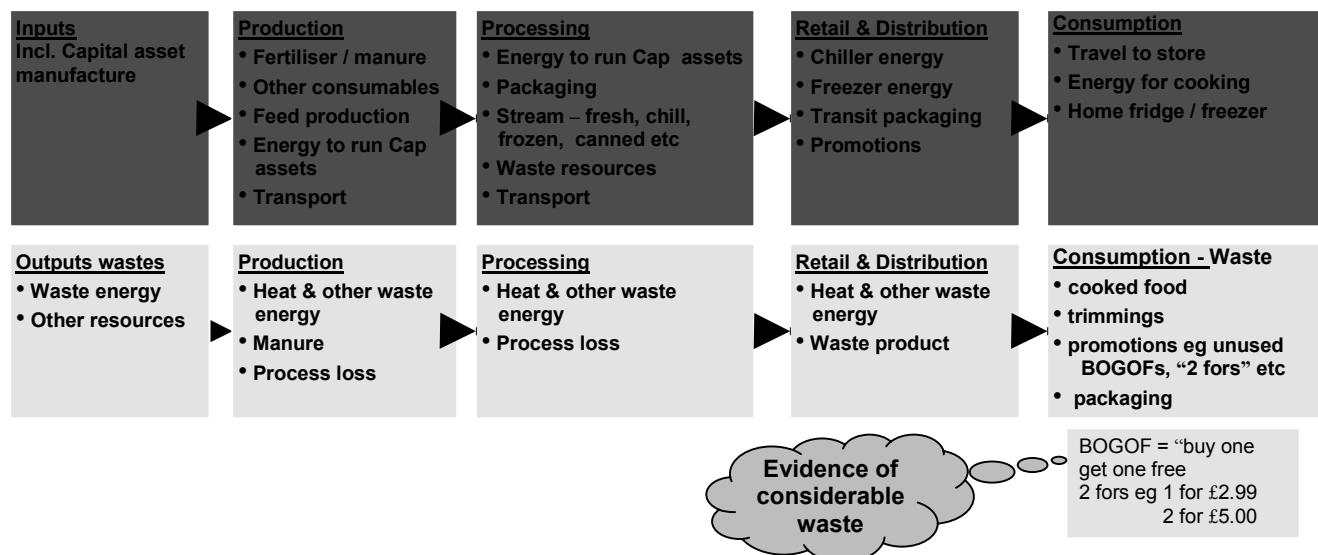 Inputs
Incl. Capital asset
manufacture
Production
• Fertiliser / manure
• Other consumables
• Feed production
• Energy to run Cap
assets
• Transport
Processing
• Energy to run Cap assets
• Packaging
• Stream – fresh, chill,
frozen, canned etc
• Waste resources
• Transport
Retail & Distribution
• Chiller energy
• Freezer energy
• Transit packaging
• Promotions
Consumption
• Travel to store
• Energy for cooking
• Home fridge / freezer
Outputs wastes
• Waste energy
• Other resources
Production
• Heat & other waste
energy
• Manure
• Process loss
Processing
• Heat & other waste
energy
• Process loss
Retail & Distribution
• Heat & other waste
energy
• Waste product
Consumption - Waste
• cooked food
• trimmings
• promotions eg unused
BOGOFs, “2 fors” etc
• packaging
Evidence of
considerable
waste
BOGOF = “buy one
get one free
2 fors eg 1 for £2.99
2 for £5.00